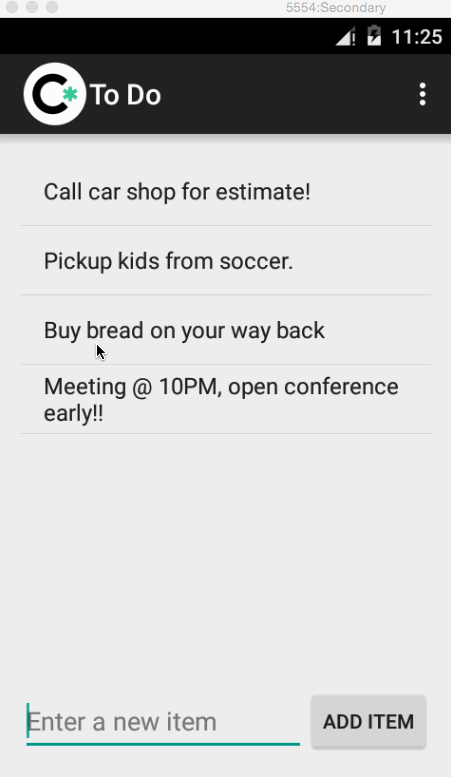 5554:Secondary
11:25
C* To Do
Call car shop for estimate!
Pickup kids from soccer.
Buy bread on your way back
Meeting @ 10PM, open conference
early!!
Enter a new item
ADD ITEM